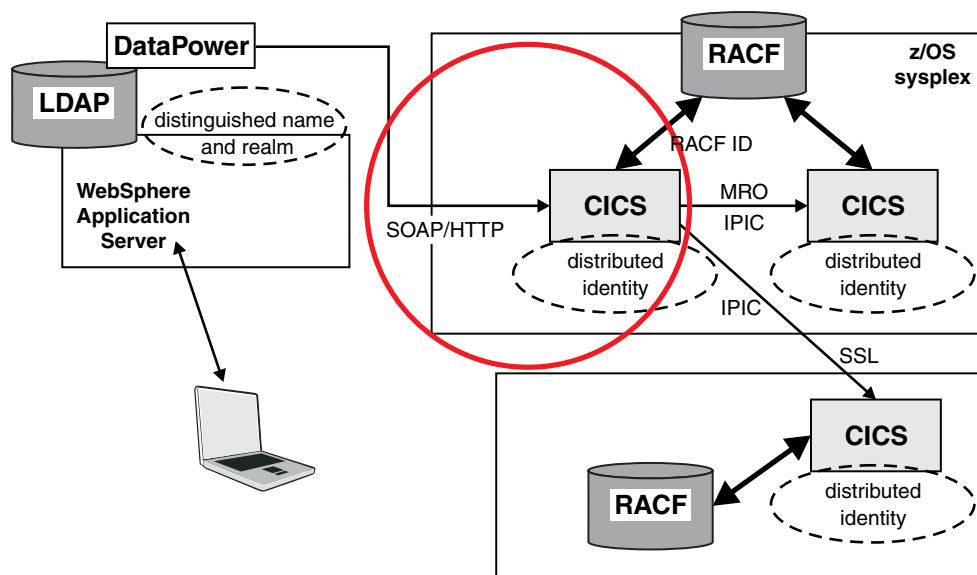 DataPower
LDAP
distinguished name
and realm
WebSphere
Application
Server
SOAP/HTTP
RACF
z/OS
sysplex
RACF ID
CICS
MRO
IPIC
CICS
distributed
identity
distributed
identity
IPIC
SSL
CICS
RACF
distributed
identity